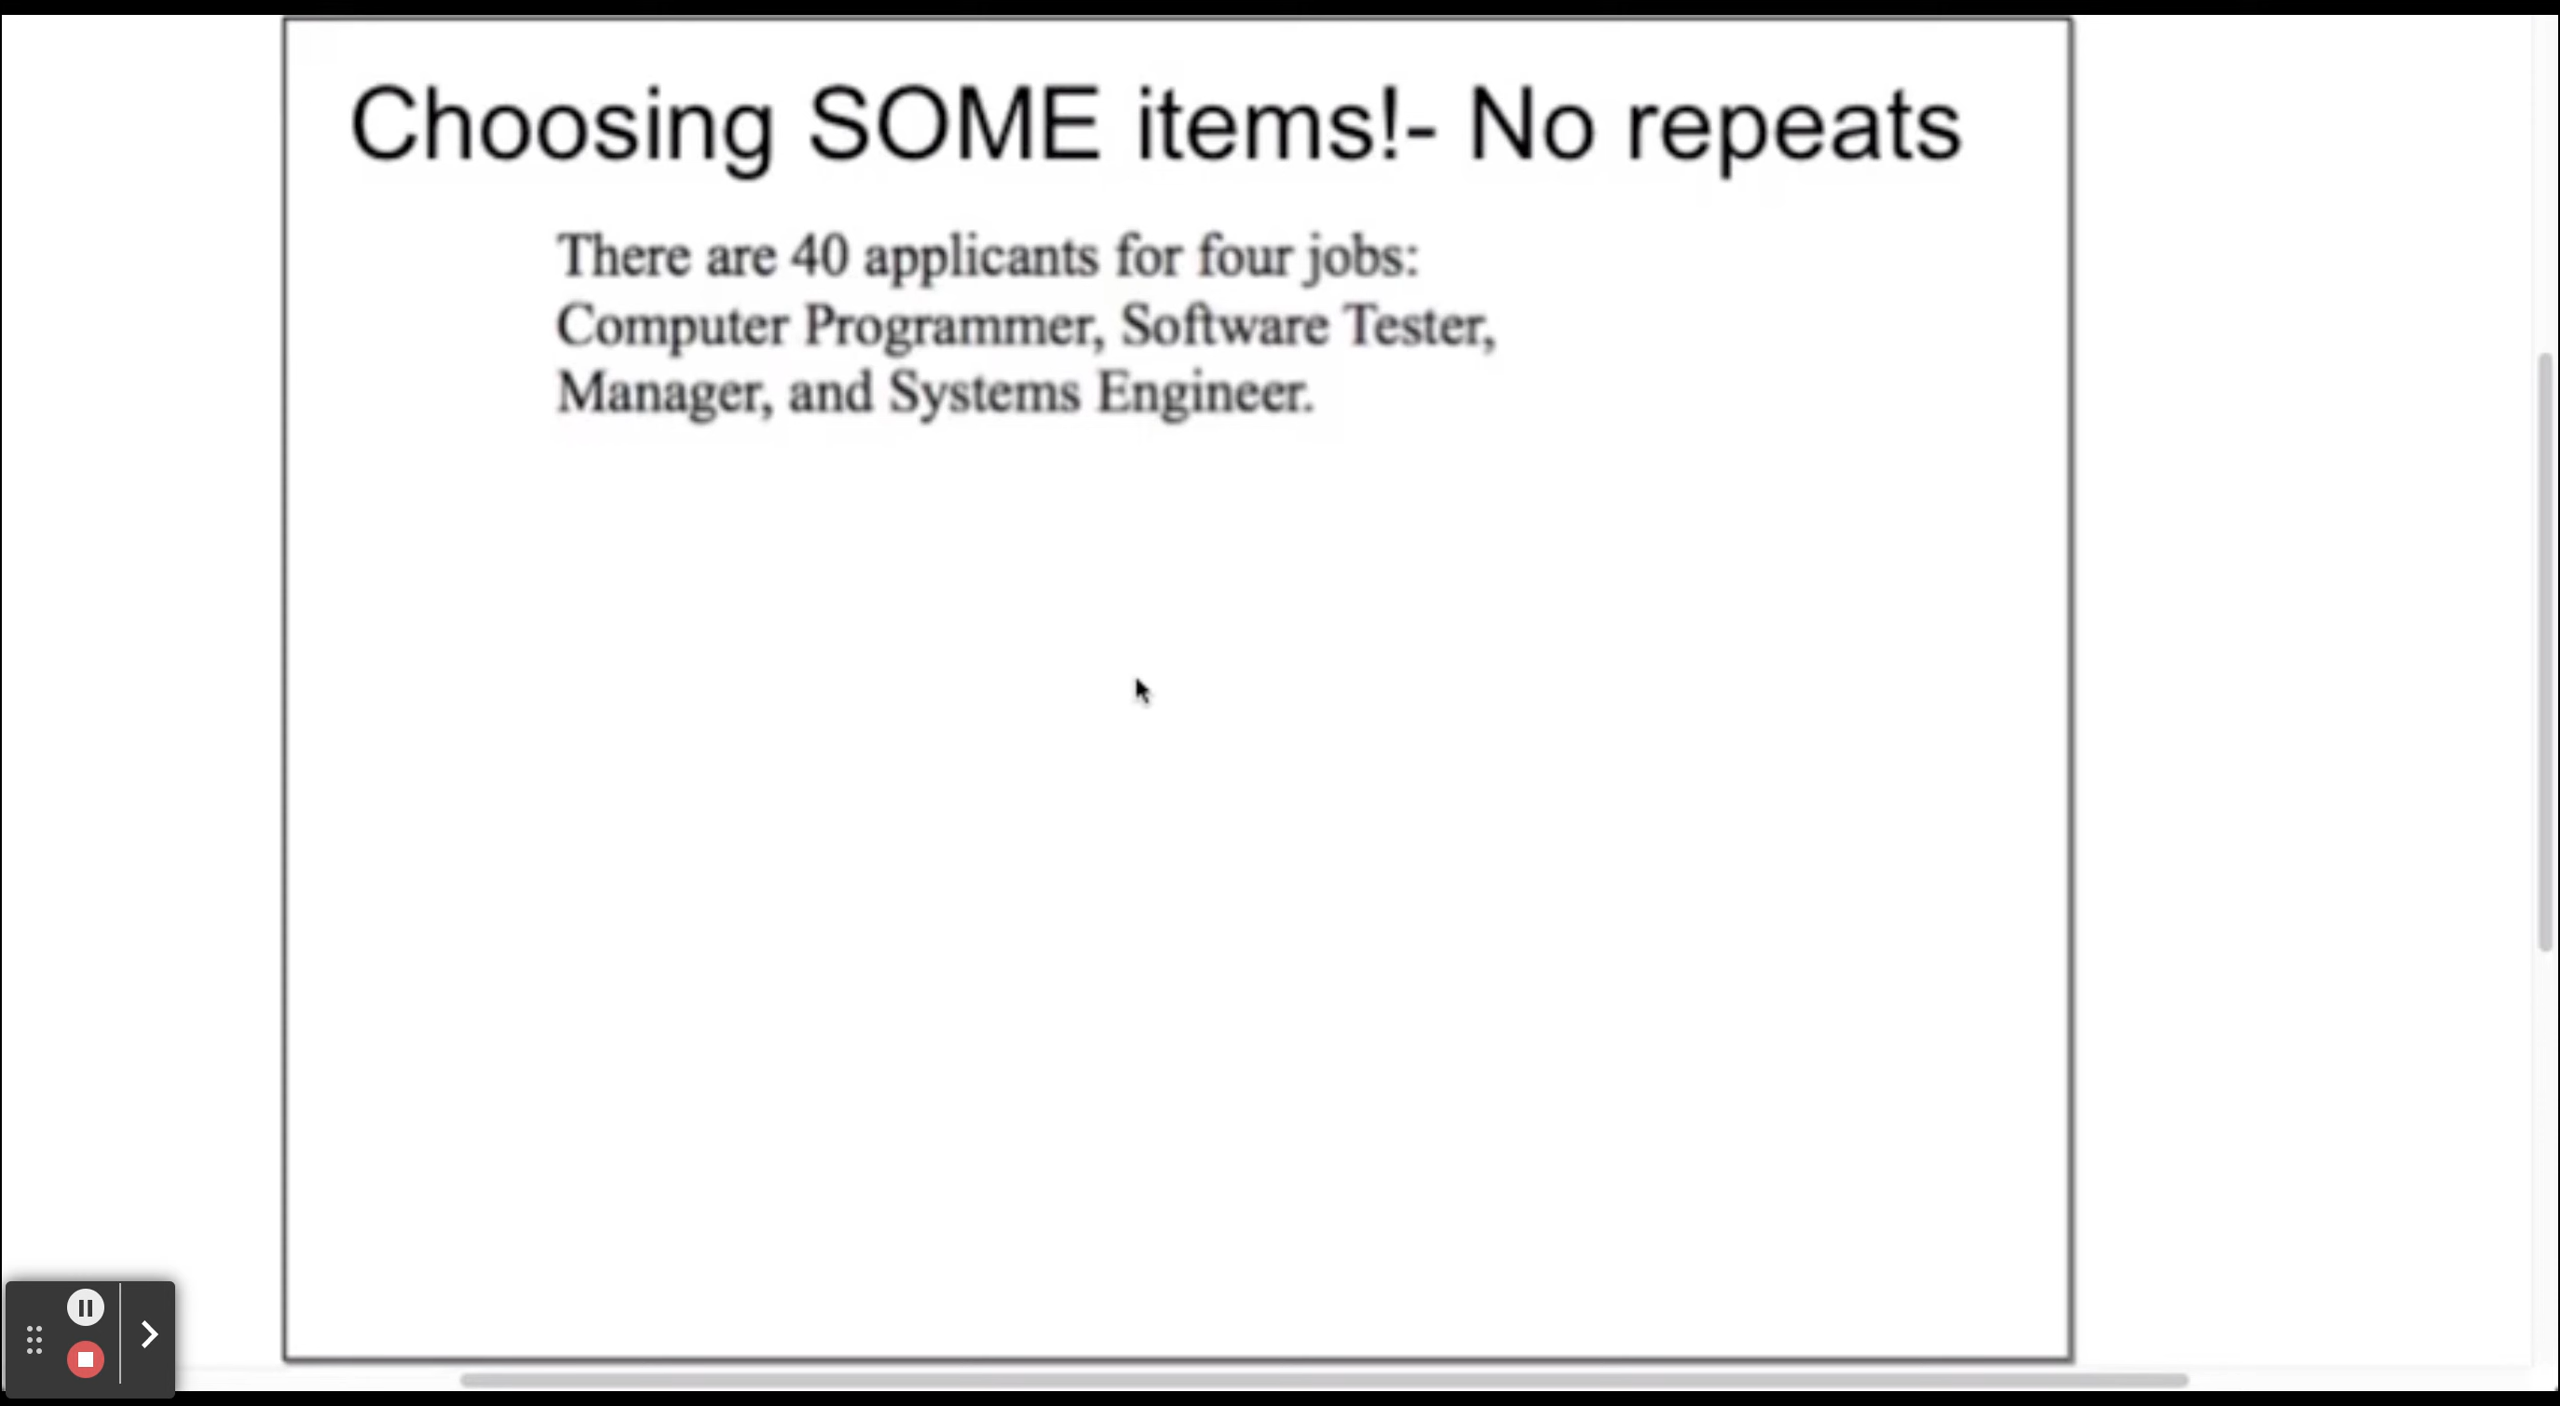 Choosing SOME items!- No repeats
There are 40 applicants for four jobs:
Computer Programmer, Software Tester,
Manager, and Systems Engineer.